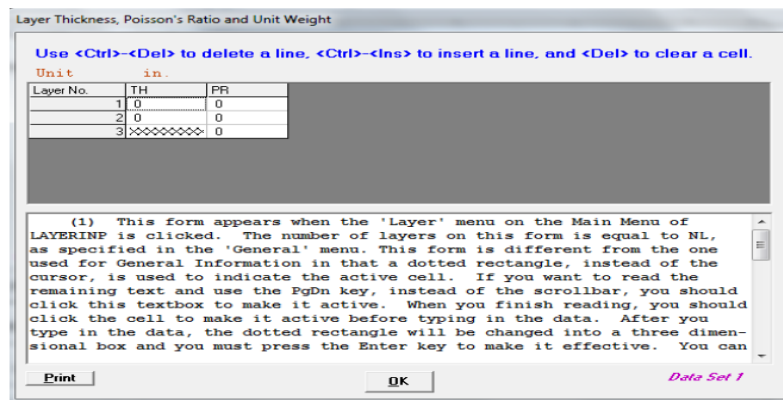 Layer Thickness, Poisson's Ratio and Unit Weight
Use <Ctrl>-<Del> to delete a line, <Ctrl>-<Ins> to insert a line, and <Del> to clear a cell.
Unit in.
Layer No. TH PR
1 0 0
2 0 0
3 XXXXXXXXX 0
(1) This form appears when the 'Layer' menu on the Main Menu of
LAYERINP is clicked. The number of layers on this form is equal to NL,
as specified in the 'General' menu. This form is different from the one
used for General Information in that a dotted rectangle, instead of the
cursor, is used to indicate the active cell. If you want to read the
remaining text and use the PgDn key, instead of the scrollbar, you should
click this textbox to make it active. When you finish reading, you should
click the cell to make it active before typing in the data. After you
type in the data, the dotted rectangle will be changed into a three dimen-
sional box and you must press the Enter key to make it effective. You can
Print
OK
Data Set 1